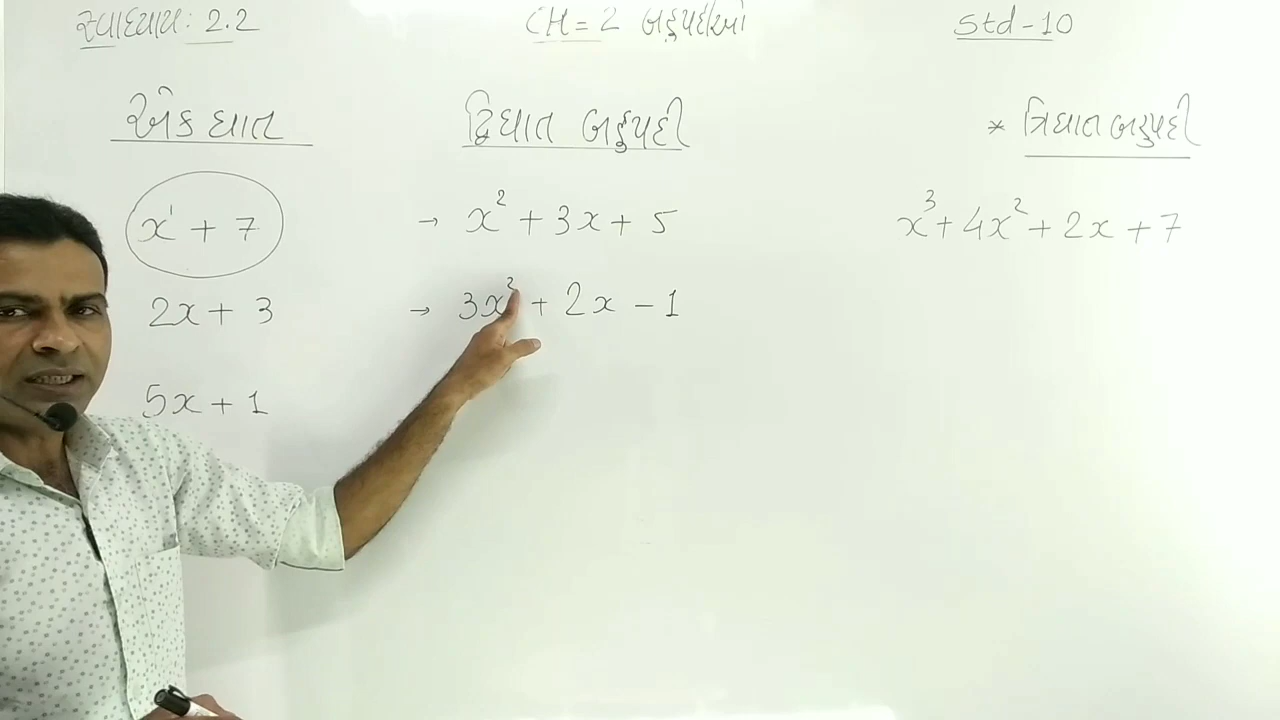 સ્વાધ્યાય: 2.2
CH = 2 બહુપદીઓ
Std - 10
એક ઘાત
x¹ + 7
2x + 3
5x + 1
દ્વિઘાત બહુપદી
→ x² + 3x + 5
→ 3x² + 2x - 1
* ત્રિઘાત બહુપદી
x³ + 4x² + 2x + 7